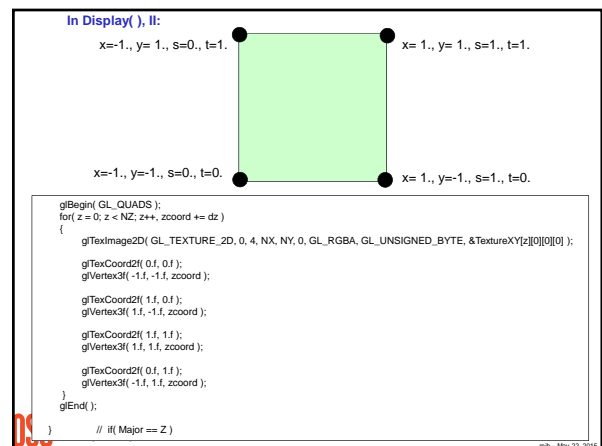 In Display( ), II:
x=-1., y= 1., s=0., t=1.
x= 1., y= 1., s=1., t=1.
x=-1., y=-1., s=0., t=0.
x= 1., y=-1., s=1., t=0.
glBegin( GL_QUADS );
for( z = 0; z < NZ; z++, zcoord += dz )
{
glTexImage2D( GL_TEXTURE_2D, 0, 4, NX, NY, 0, GL_RGBA, GL_UNSIGNED_BYTE, &TextureXY[z][0][0][0] );
glTexCoord2f( 0.f, 0.f );
glVertex3f( -1.f, -1.f, zcoord );
glTexCoord2f( 1.f, 0.f );
glVertex3f( 1.f, -1.f, zcoord );
glTexCoord2f( 1.f, 1.f );
glVertex3f( 1.f, 1.f, zcoord );
glTexCoord2f( 0.f, 1.f );
glVertex3f( -1.f, 1.f, zcoord );
}
glEnd( );
} // if( Major == Z )